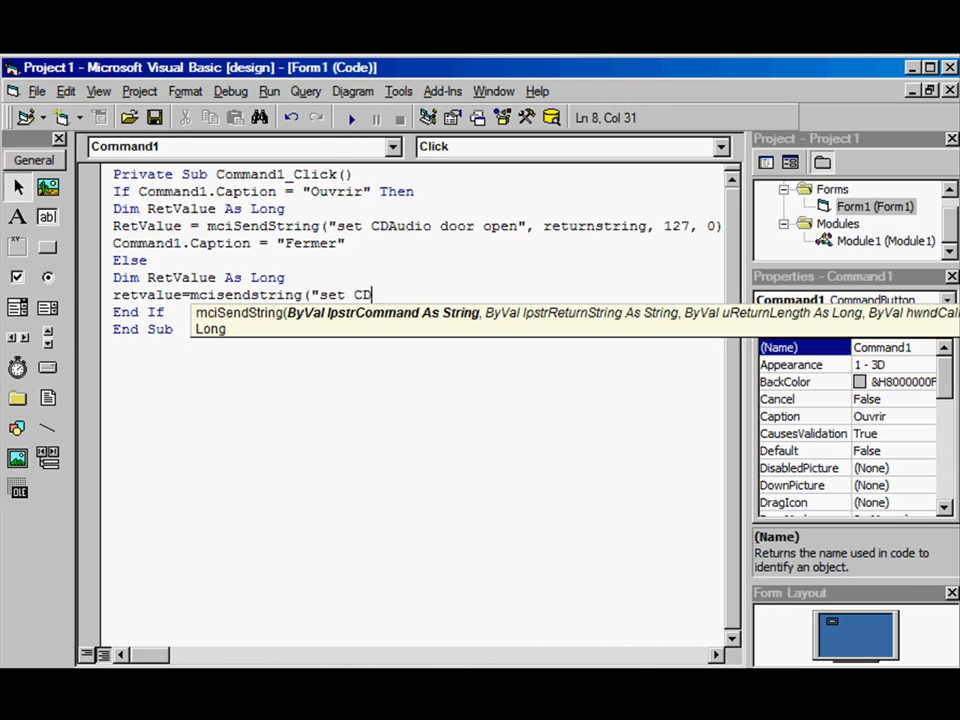 Project1 - Microsoft Visual Basic [design] - [Form1 (Code)]
File Edit View Project Format Debug Run Query Diagram Tools Add-Ins Window Help
Ln 8, Col 31
General
Command1
Click
Private Sub Command1_Click()
If Command1.Caption = "Ouvrir" Then
Dim RetValue As Long
RetValue = mciSendString("set CDAudio door open", returnstring, 127, 0)
Command1.Caption = "Fermer"
Else
Dim RetValue As Long
retvalue=mcisendstring("set CD
End If
End Sub
mciSendString(ByVal lpstrCommand As String, ByVal lpstrReturnString As String, ByVal uReturnLength As Long, ByVal hwndCal
Long
A
ab|
XY
OLE
Project - Project1
Forms
Form1 (Form1)
Modules
Module1 (Module1)
Properties - Command1
Command1 CommandButton
(Name) Command1
Appearance 1 - 3D
BackColor &H8000000F
Cancel False
Caption Ouvrir
CausesValidation True
Default False
DisabledPicture (None)
DownPicture (None)
DragIcon (None)
(Name)
Returns the name used in code to
identify an object.
Form Layout